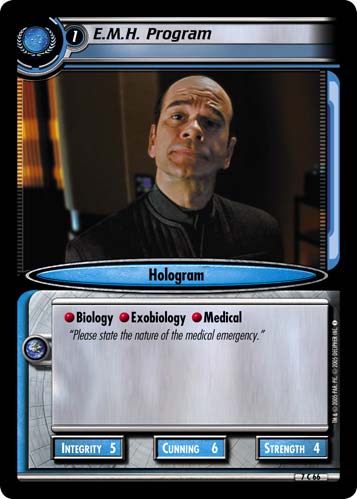 1 E.M.H. Program
Hologram
Biology Exobiology Medical
"Please state the nature of the medical emergency."
INTEGRITY 5 CUNNING 6 STRENGTH 4
7 C 66